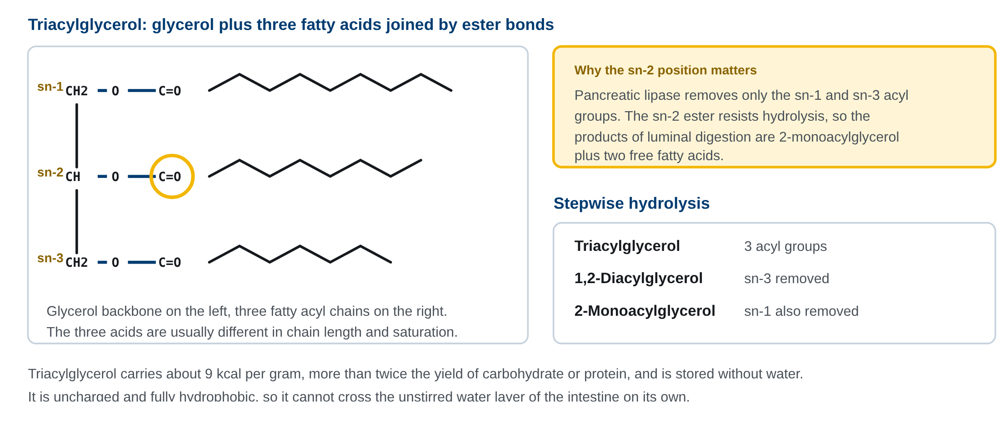 Triacylglycerol: glycerol plus three fatty acids joined by ester bonds
sn-1 CH2 O C=O
sn-2 CH O C=O
sn-3 CH2 O C=O
Glycerol backbone on the left, three fatty acyl chains on the right.
The three acids are usually different in chain length and saturation.
Why the sn-2 position matters
Pancreatic lipase removes only the sn-1 and sn-3 acyl
groups. The sn-2 ester resists hydrolysis, so the
products of luminal digestion are 2-monoacylglycerol
plus two free fatty acids.
Stepwise hydrolysis
Triacylglycerol 3 acyl groups
1,2-Diacylglycerol sn-3 removed
2-Monoacylglycerol sn-1 also removed
Triacylglycerol carries about 9 kcal per gram, more than twice the yield of carbohydrate or protein, and is stored without water.
It is uncharged and fully hydrophobic, so it cannot cross the unstirred water layer of the intestine on its own.